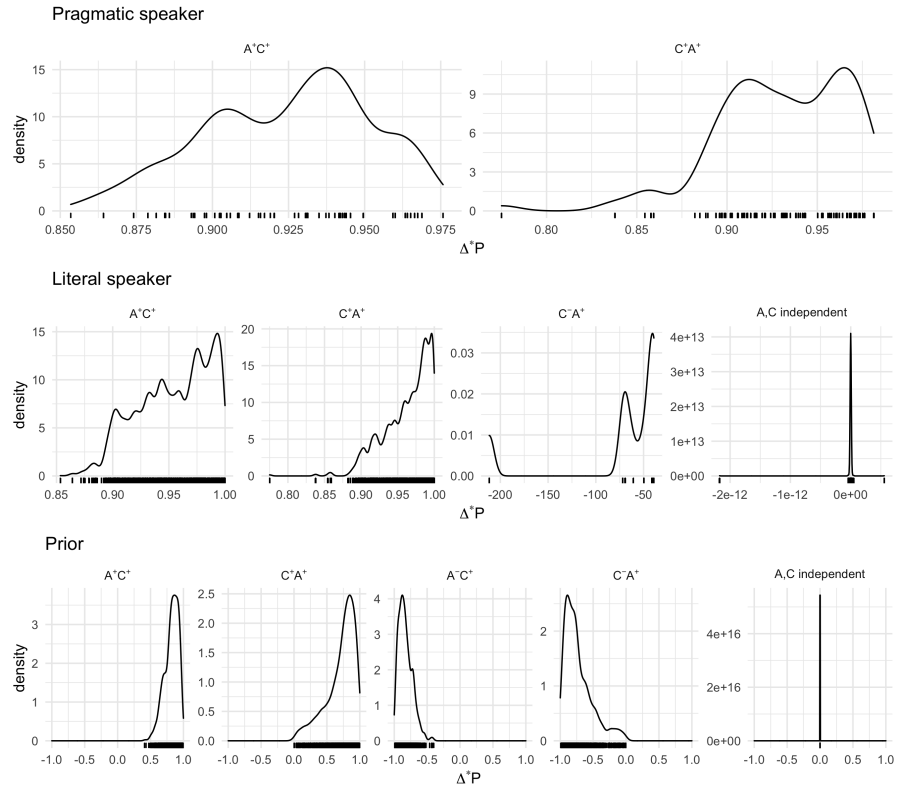 Pragmatic speaker
A⁺C⁺ C⁺A⁺
15 9
10 6
5 3
0 0
density
0.850 0.875 0.900 0.925 0.950 0.975 0.80 0.85 0.90 0.95
Δ*P
Literal speaker
A⁺C⁺ C⁺A⁺ C⁻A⁺ A,C independent
15 20 0.03 4e+13
10 15 0.02 3e+13
5 10 0.01 2e+13
0 5 0.00 1e+13
0 0e+00
density
0.85 0.90 0.95 1.00 0.80 0.85 0.90 0.95 1.00 -200 -150 -100 -50 -2e-12 -1e-12 0e+00
Δ*P
Prior
A⁺C⁺ C⁺A⁺ A⁻C⁺ C⁻A⁺ A,C independent
3 2.5 4 2 4e+16
2 2.0 3 1 2e+16
1 1.5 2 0 0e+00
0 1.0 1
0.5 0
0.0
density
-1.0 -0.5 0.0 0.5 1.0 -1.0 -0.5 0.0 0.5 1.0 -1.0 -0.5 0.0 0.5 1.0 -1.0 -0.5 0.0 0.5 1.0 -1.0 -0.5 0.0 0.5 1.0
Δ*P